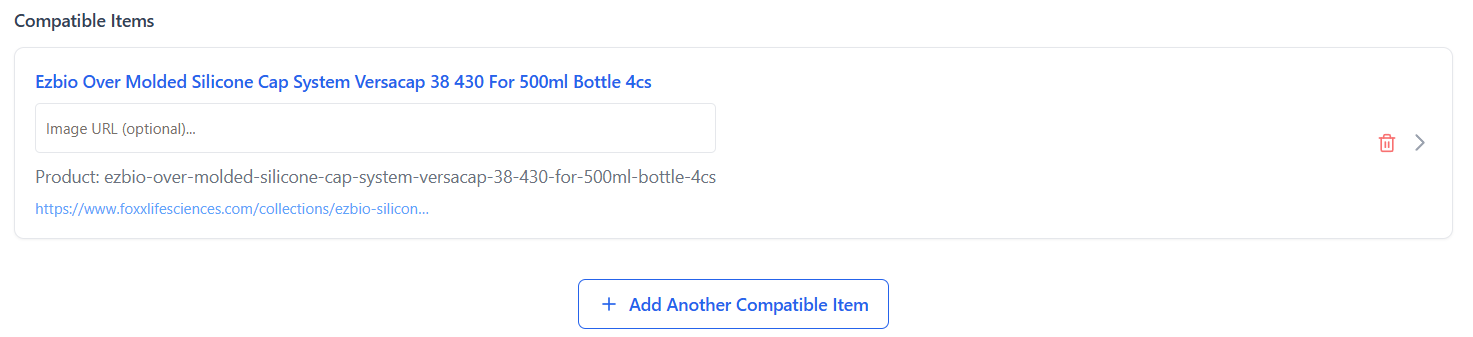 Compatible Items
Ezbio Over Molded Silicone Cap System Versacap 38 430 For 500ml Bottle 4cs
Image URL (optional)...
Product: ezbio-over-molded-silicone-cap-system-versacap-38-430-for-500ml-bottle-4cs
https://www.foxxlifesciences.com/collections/ezbio-silicon...
Add Another Compatible Item